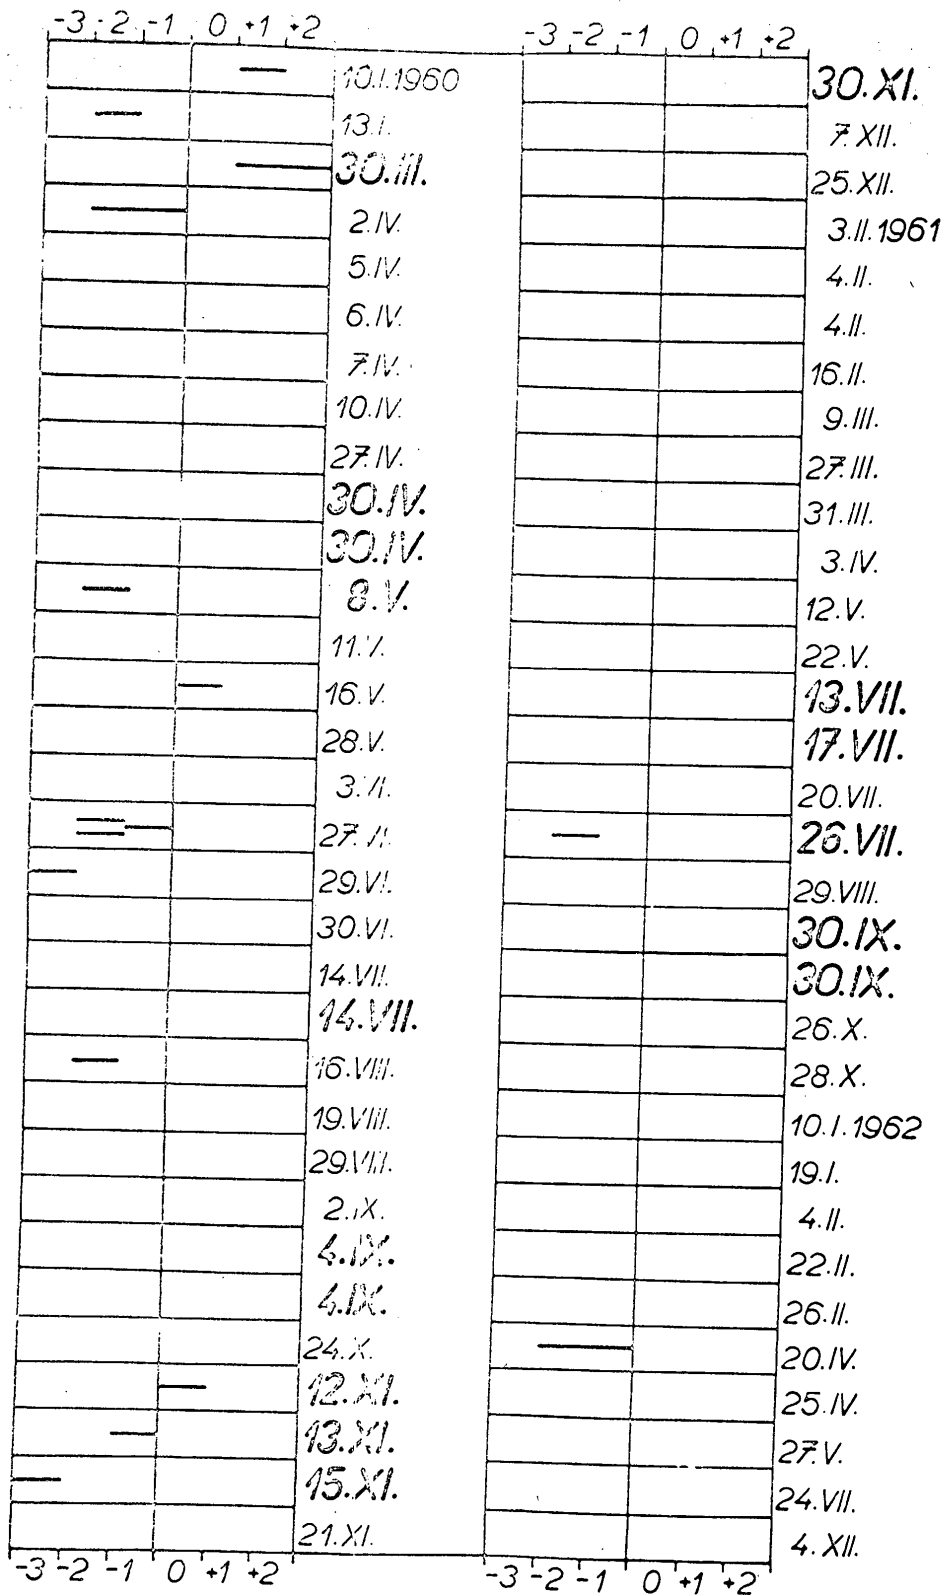 -3 -2 -1 0 +1 +2
10.I.1960
13.I.
30.III.
2.IV.
5.IV.
6.IV.
7.IV.
10.IV.
27.IV.
30.IV.
30.IV.
8.V.
11.V.
16.V.
28.V.
3.VI.
27.VI.
29.VI.
30.VI.
14.VII.
14.VII.
16.VIII.
19.VIII.
29.VIII.
2.IX.
4.IX.
4.IX.
24.X.
12.XI.
13.XI.
15.XI.
21.XI.
-3 -2 -1 0 +1 +2
-3 -2 -1 0 +1 +2
30.XI.
7.XII.
25.XII.
3.II.1961
4.II.
4.II.
16.II.
9.III.
27.III.
31.III.
3.IV.
12.V.
22.V.
13.VII.
17.VII.
20.VII.
26.VII.
29.VIII.
30.IX.
30.IX.
26.X.
28.X.
10.I.1962
19.I.
4.II.
22.II.
26.II.
20.IV.
25.IV.
27.V.
24.VII.
4.XII.
-3 -2 -1 0 +1 +2